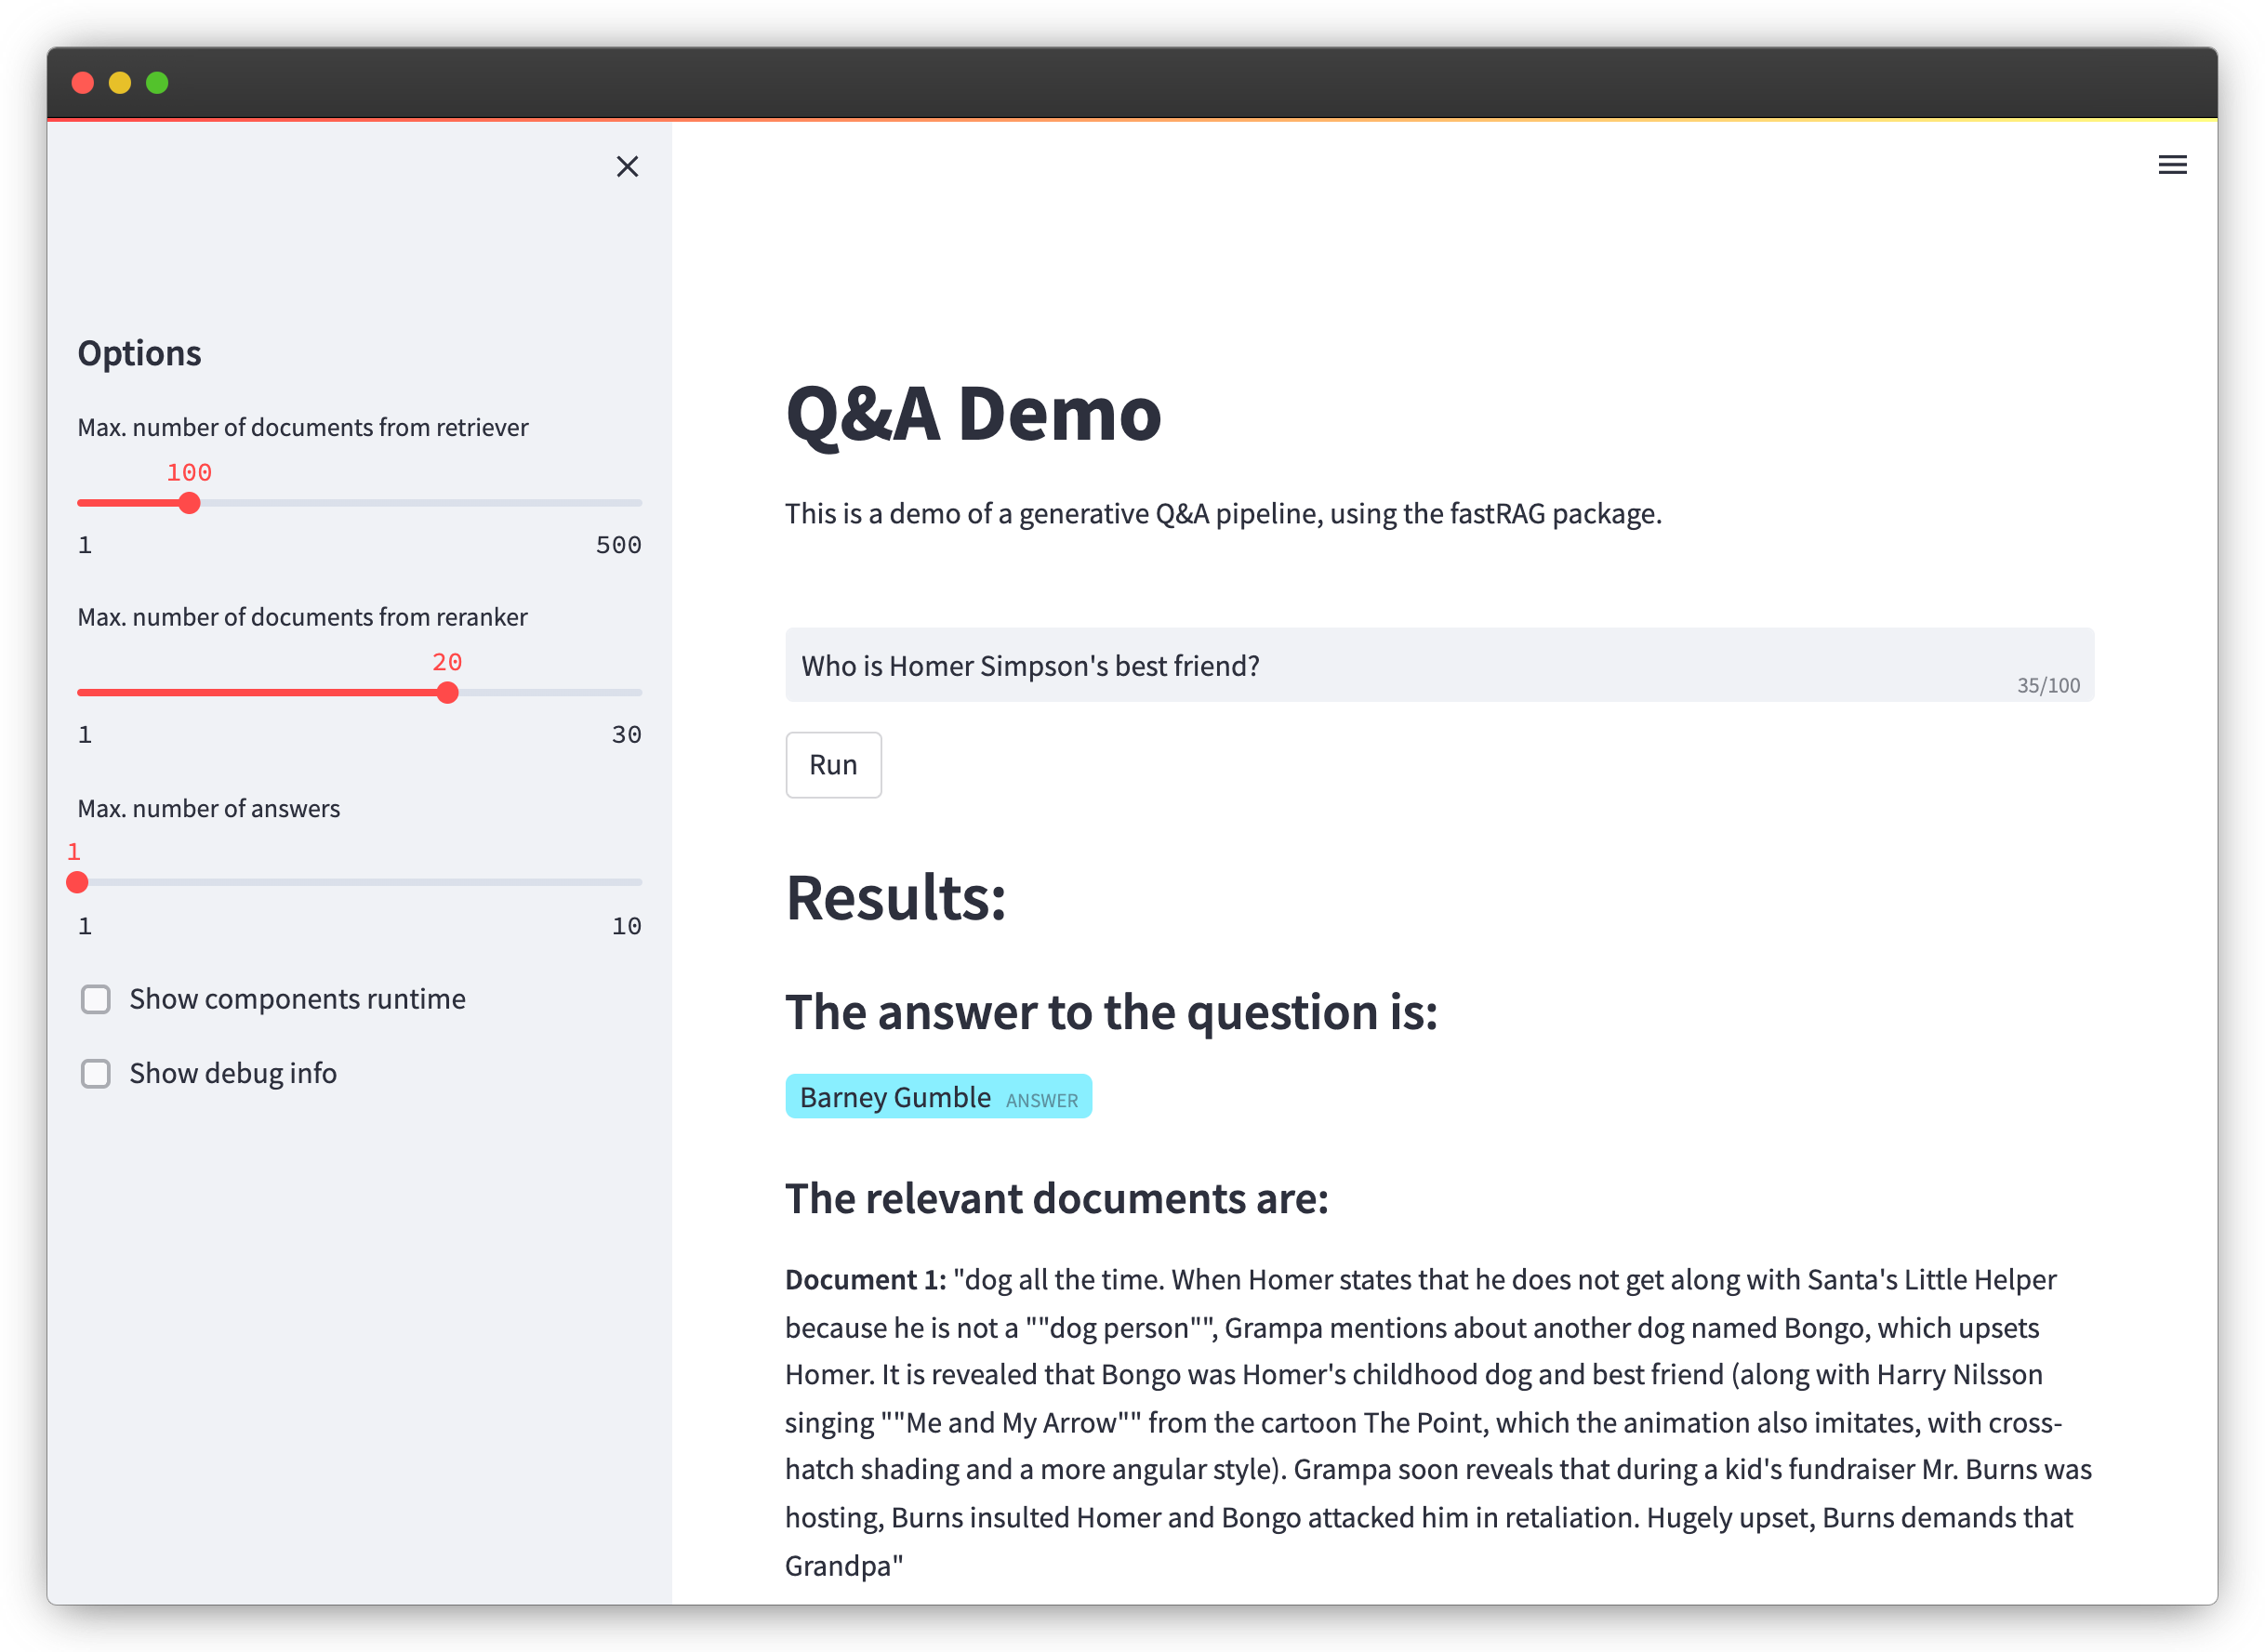 Options
Max. number of documents from retriever
100
1 500
Max. number of documents from reranker
20
1 30
Max. number of answers
1
1 10
Show components runtime
Show debug info
Q&A Demo
This is a demo of a generative Q&A pipeline, using the fastRAG package.
Who is Homer Simpson's best friend?
35/100
Run
Results:
The answer to the question is:
Barney Gumble ANSWER
The relevant documents are:
Document 1: "dog all the time. When Homer states that he does not get along with Santa's Little Helper
because he is not a ""dog person"", Grampa mentions about another dog named Bongo, which upsets
Homer. It is revealed that Bongo was Homer's childhood dog and best friend (along with Harry Nilsson
singing ""Me and My Arrow"" from the cartoon The Point, which the animation also imitates, with cross-
hatch shading and a more angular style). Grampa soon reveals that during a kid's fundraiser Mr. Burns was
hosting, Burns insulted Homer and Bongo attacked him in retaliation. Hugely upset, Burns demands that
Grandpa"